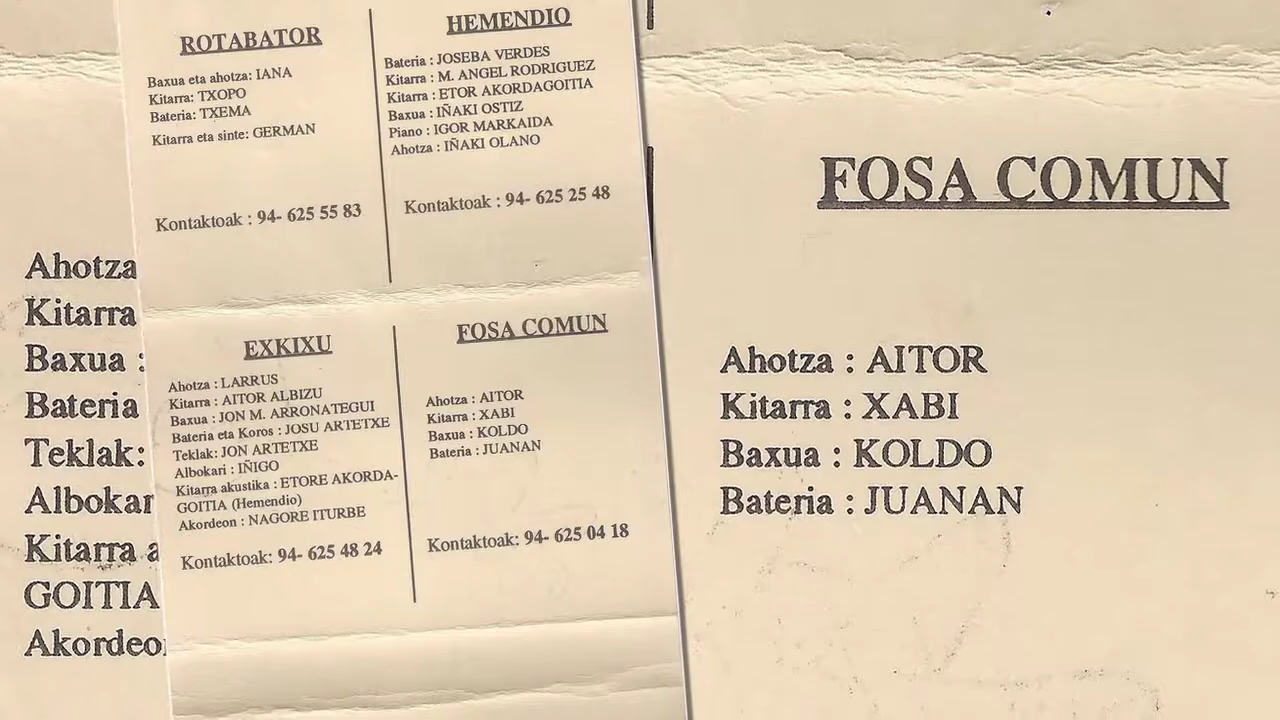 Ahotza
Kitarra
Baxua :
Bateria
Teklak:
Albokar
Kitarra a
GOITIA
Akordeo
ROTABATOR
Baxua eta ahotza: IANA
Kitarra: TXOPO
Bateria: TXEMA
Kitarra eta sinte: GERMAN
Kontaktoak : 94- 625 55 83
HEMENDIO
Bateria : JOSEBA VERDES
Kitarra : M. ANGEL RODRIGUEZ
Kitarra : ETOR AKORDAGOITIA
Baxua : IÑAKI OSTIZ
Piano : IGOR MARKAIDA
Ahotza : IÑAKI OLANO
Kontaktoak : 94- 625 25 48
EXKIXU
Ahotza : LARRUS
Kitarra : AITOR ALBIZU
Baxua : JON M. ARRONATEGUI
Bateria eta Koros : JOSU ARTETXE
Teklak: JON ARTETXE
Albokari : IÑIGO
Kitarra akustika : ETORE AKORDA-
GOITIA (Hemendio)
Akordeon : NAGORE ITURBE
Kontaktoak: 94- 625 48 24
FOSA COMUN
Ahotza : AITOR
Kitarra : XABI
Baxua : KOLDO
Bateria : JUANAN
Kontaktoak: 94- 625 04 18
FOSA COMUN
Ahotza : AITOR
Kitarra : XABI
Baxua : KOLDO
Bateria : JUANAN